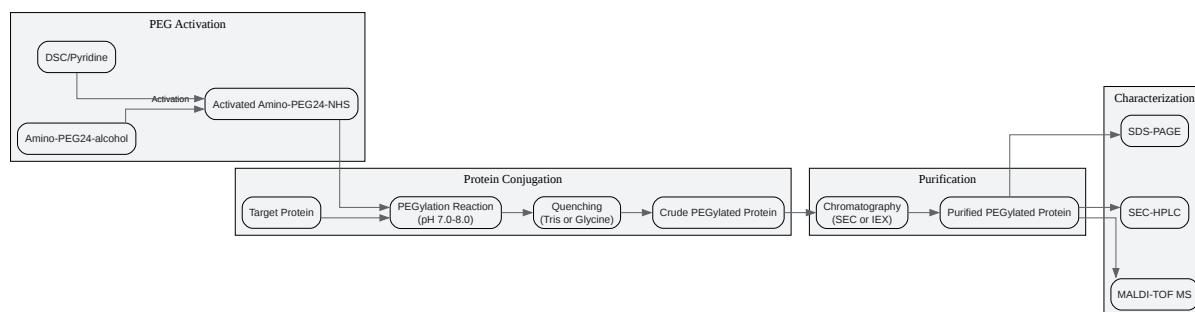 PEG Activation
DSC/Pyridine
Activation
Activated Amino-PEG24-NHS
Amino-PEG24-alcohol
Protein Conjugation
Target Protein
PEGylation Reaction
(pH 7.0-8.0)
Quenching
(Tris or Glycine)
Crude PEGylated Protein
Purification
Chromatography
(SEC or IEX)
Purified PEGylated Protein
Characterization
SDS-PAGE
SEC-HPLC
MALDI-TOF MS